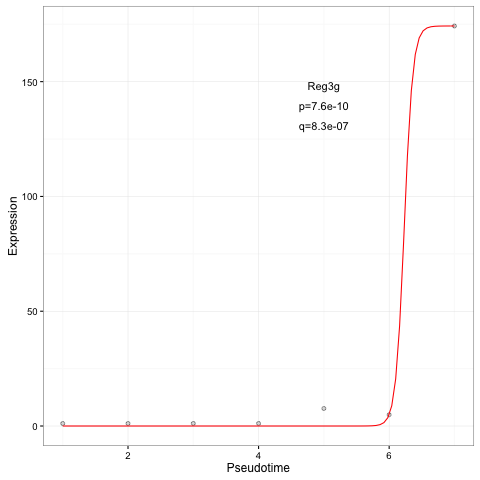 150
100
50
0
Expression
Reg3g
p=7.6e-10
q=8.3e-07
2 4 6
Pseudotime